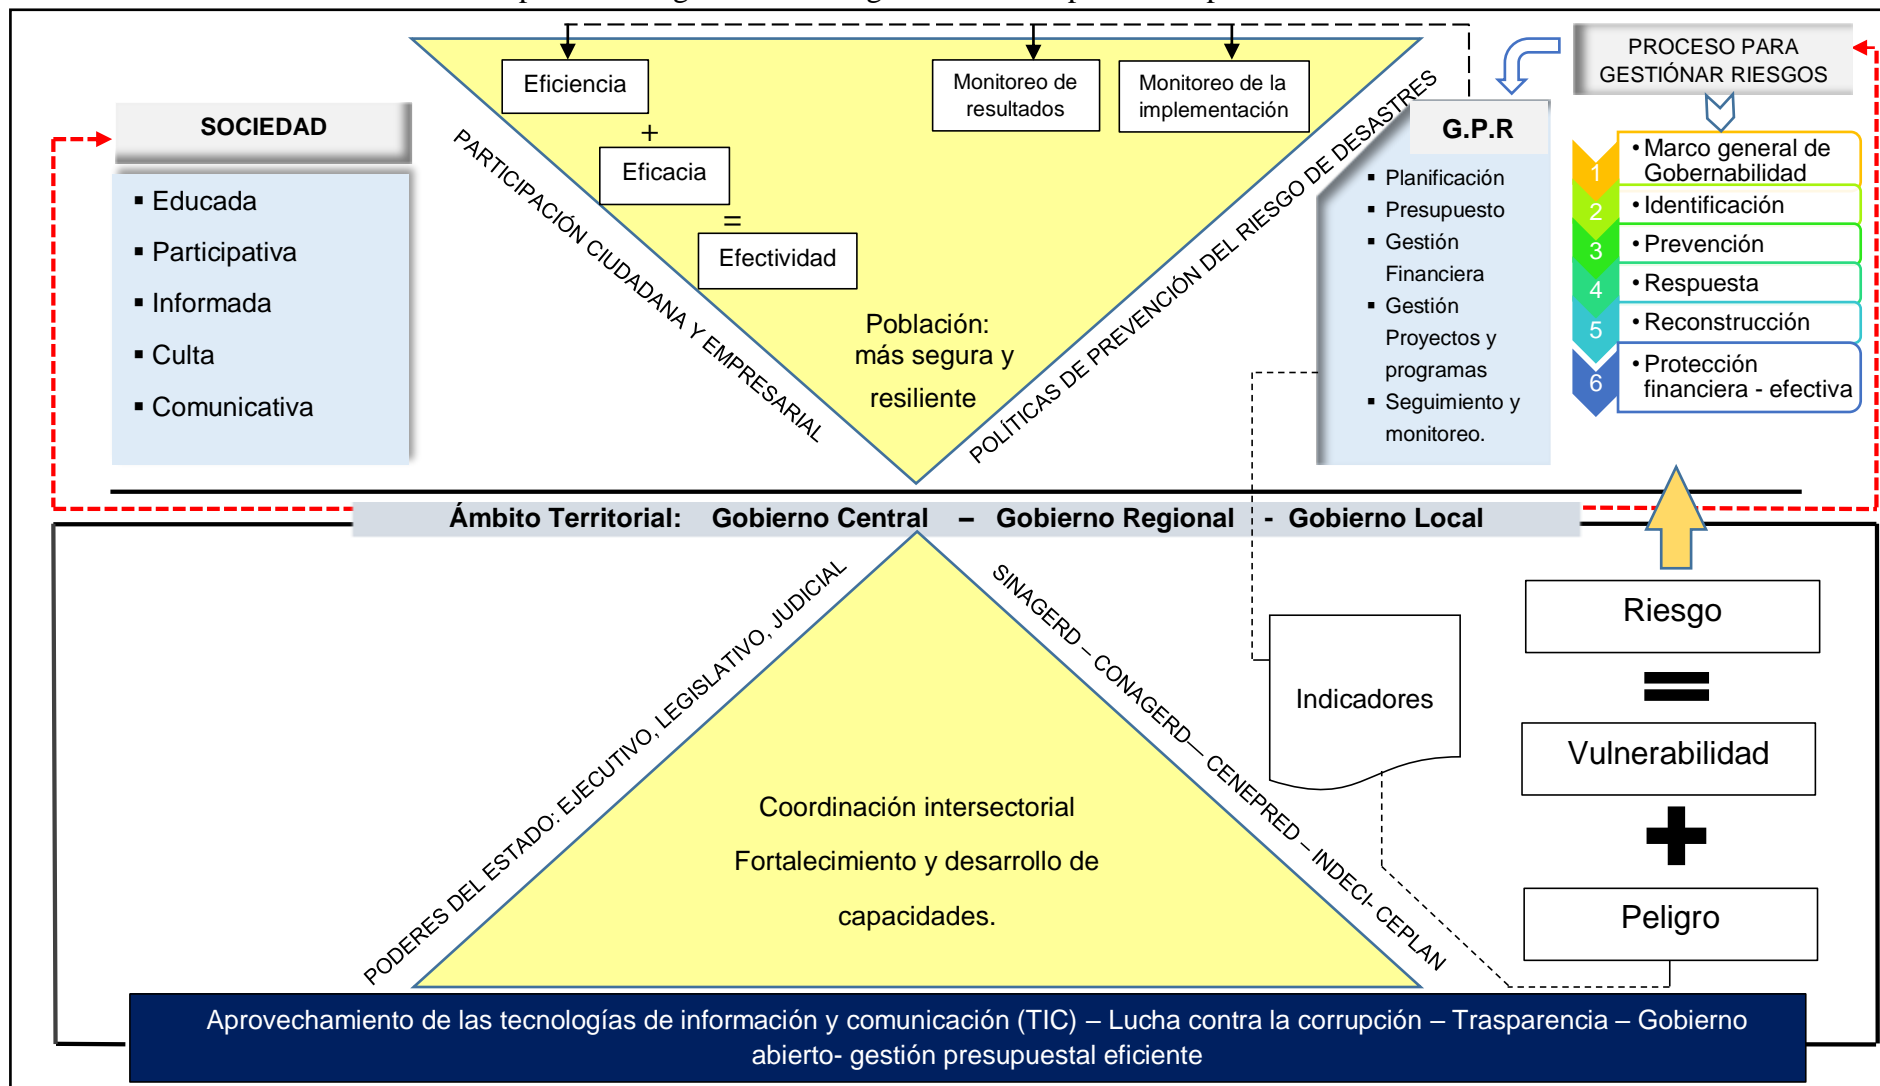 PROCESO PARA
GESTIÓNAR RIESGOS
Eficiencia
+
Eficacia
=
Efectividad
Monitoreo de
resultados
Monitoreo de la
implementación
SOCIEDAD
▪ Educada
▪ Participativa
▪ Informada
▪ Culta
▪ Comunicativa
PARTICIPACIÓN CIUDADANA Y EMPRESARIAL
Población:
más segura y
resiliente
POLÍTICAS DE PREVENCIÓN DEL RIESGO DE DESASTRES
G.P.R
▪ Planificación
▪ Presupuesto
▪ Gestión
Financiera
▪ Gestión
Proyectos y
programas
▪ Seguimiento y
monitoreo.
1
• Marco general de
Gobernabilidad
2
• Identificación
3
• Prevención
4
• Respuesta
5
• Reconstrucción
6
• Protección
financiera - efectiva
Ámbito Territorial: Gobierno Central – Gobierno Regional - Gobierno Local
PODERES DEL ESTADO: EJECUTIVO, LEGISLATIVO, JUDICIAL
SINAGERD – CONAGERD – CENEPRED – INDECI- CEPLAN
Coordinación intersectorial
Fortalecimiento y desarrollo de
capacidades.
Indicadores
Riesgo
=
Vulnerabilidad
+
Peligro
Aprovechamiento de las tecnologías de información y comunicación (TIC) – Lucha contra la corrupción – Trasparencia – Gobierno
abierto- gestión presupuestal eficiente